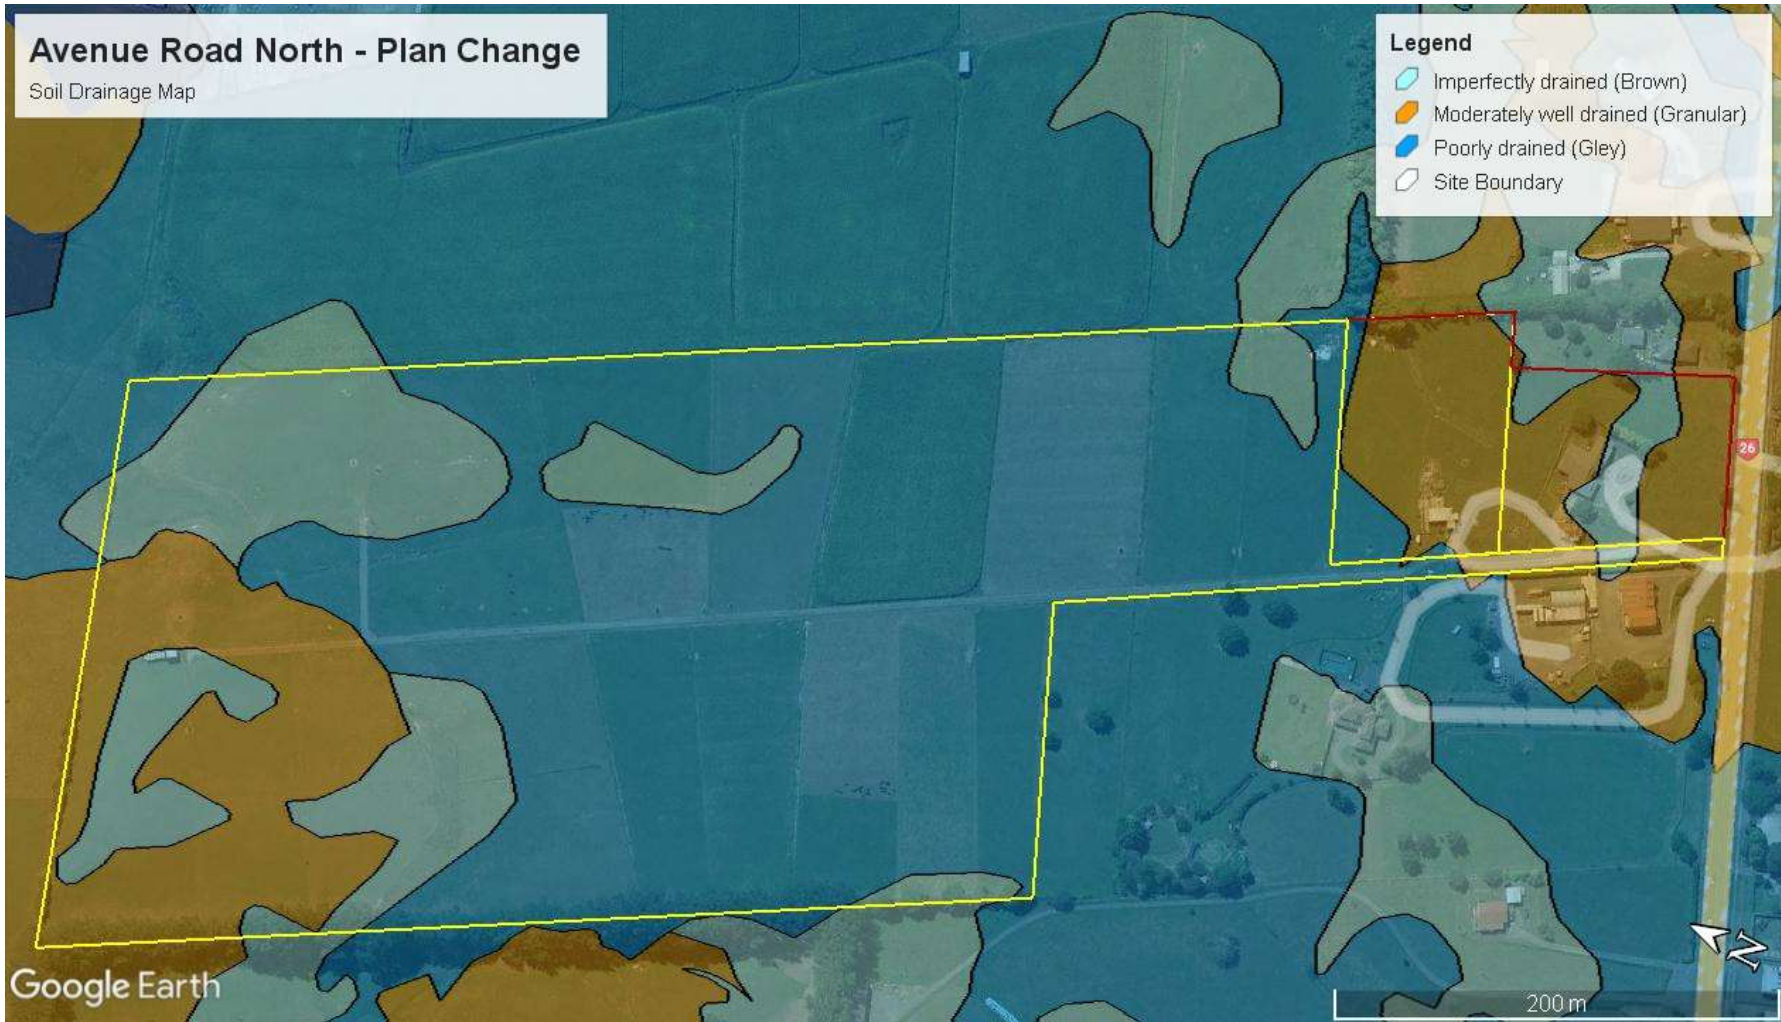 Avenue Road North - Plan Change
Soil Drainage Map
Legend
Imperfectly drained (Brown)
Moderately well drained (Granular)
Poorly drained (Gley)
Site Boundary
26
N
Google Earth
200 m